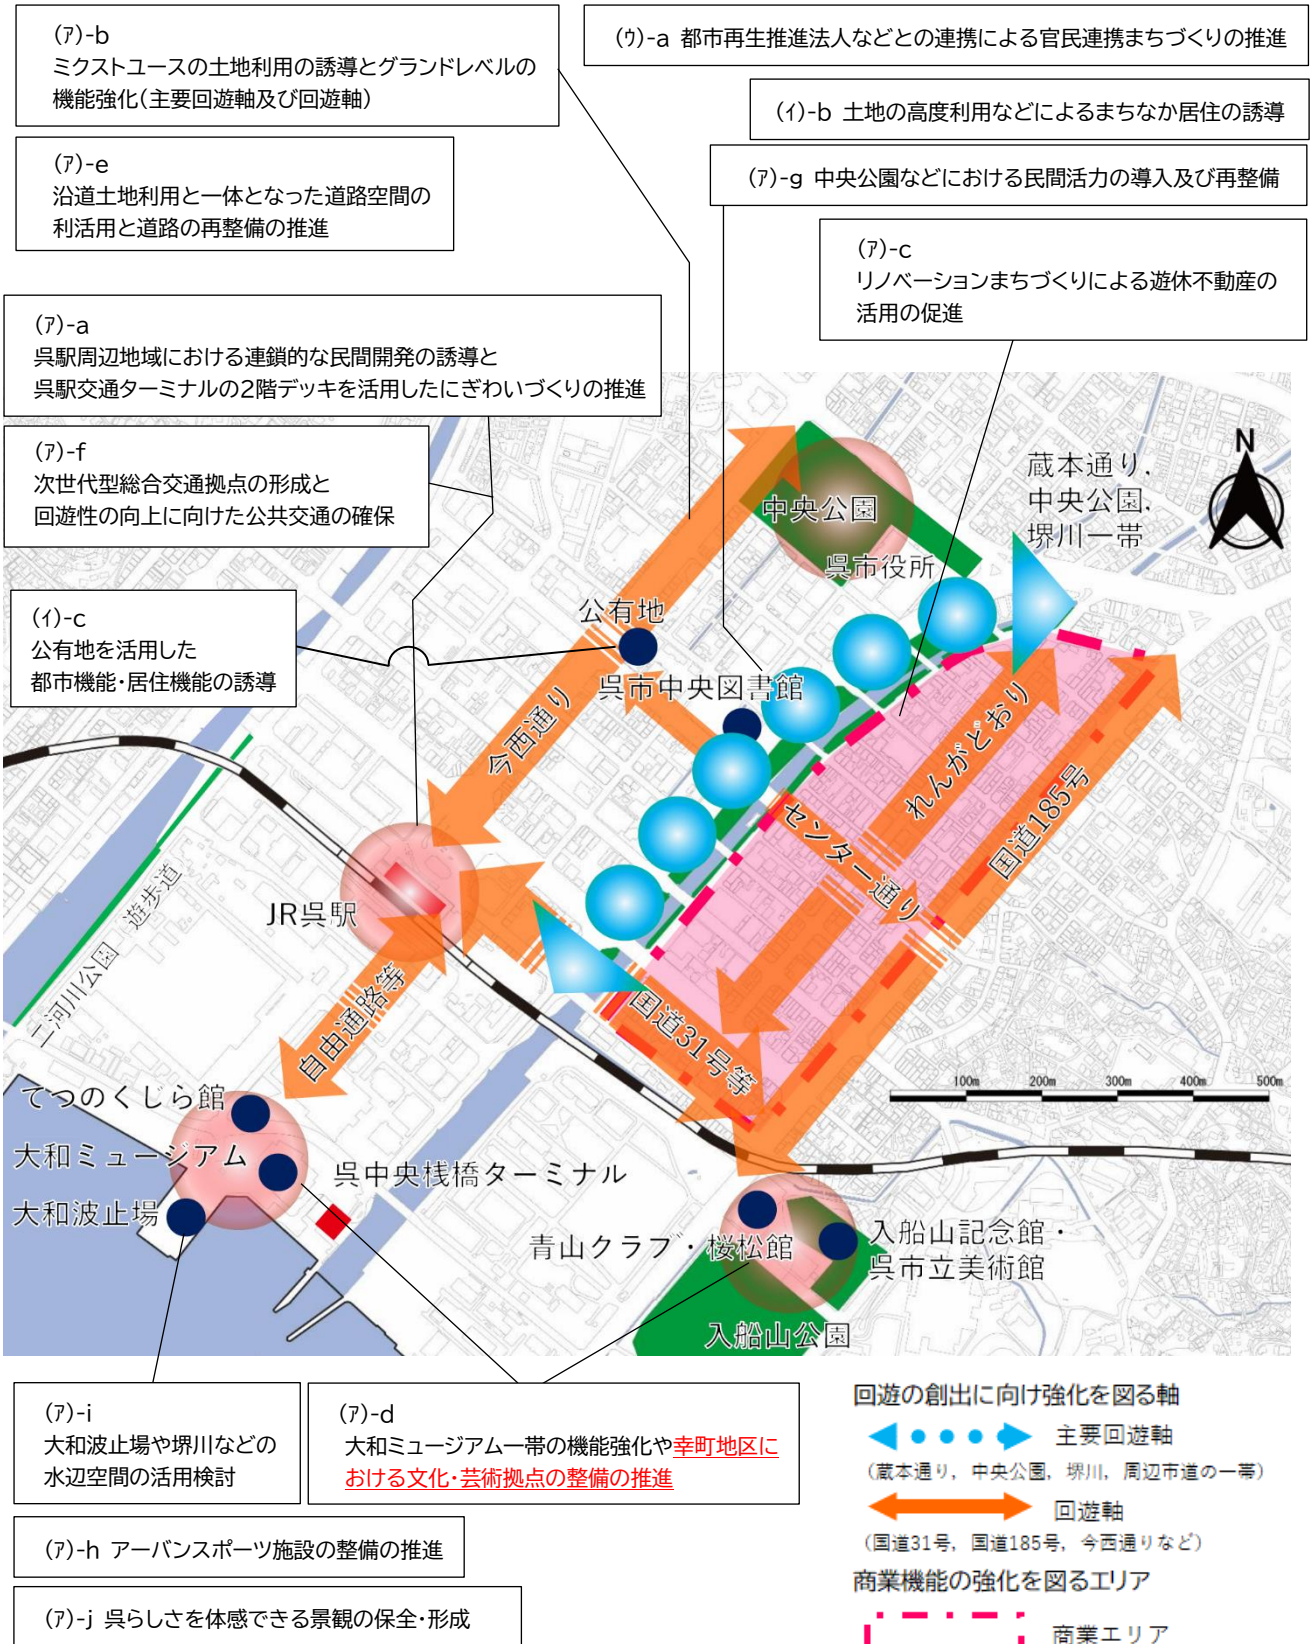 (ｱ)-b
ミクストユースの土地利用の誘導とグランドレベルの
機能強化(主要回遊軸及び回遊軸)
(ｳ)-a 都市再生推進法人などとの連携による官民連携まちづくりの推進
(ｲ)-b 土地の高度利用などによるまちなか居住の誘導
(ｱ)-e
沿道土地利用と一体となった道路空間の
利活用と道路の再整備の推進
(ｱ)-g 中央公園などにおける民間活力の導入及び再整備
(ｱ)-c
リノベーションまちづくりによる遊休不動産の
活用の促進
(ｱ)-a
呉駅周辺地域における連鎖的な民間開発の誘導と
呉駅交通ターミナルの2階デッキを活用したにぎわいづくりの推進
(ｱ)-f
次世代型総合交通拠点の形成と
回遊性の向上に向けた公共交通の確保
(ｲ)-c
公有地を活用した
都市機能・居住機能の誘導
N
蔵本通り,
中央公園,
堺川一帯
中央公園
呉市役所
公有地
呉市中央図書館
今西通り
れんがどおり
国道185号
センター通り
JR呉駅
二河川公園 遊歩道
自由通路等
国道31号等
100m 200m 300m 400m 500m
てつのくじら館
大和ミュージアム
大和波止場
呉中央桟橋ターミナル
青山クラブ・桜松館
入船山記念館・
呉市立美術館
入船山公園
(ｱ)-i
大和波止場や堺川などの
水辺空間の活用検討
(ｱ)-d
大和ミュージアム一帯の機能強化や幸町地区に
おける文化・芸術拠点の整備の推進
(ｱ)-h アーバンスポーツ施設の整備の推進
(ｱ)-j 呉らしさを体感できる景観の保全・形成
回遊の創出に向け強化を図る軸
主要回遊軸
(蔵本通り, 中央公園, 堺川, 周辺市道の一帯)
回遊軸
(国道31号, 国道185号, 今西通りなど)
商業機能の強化を図るエリア
商業エリア